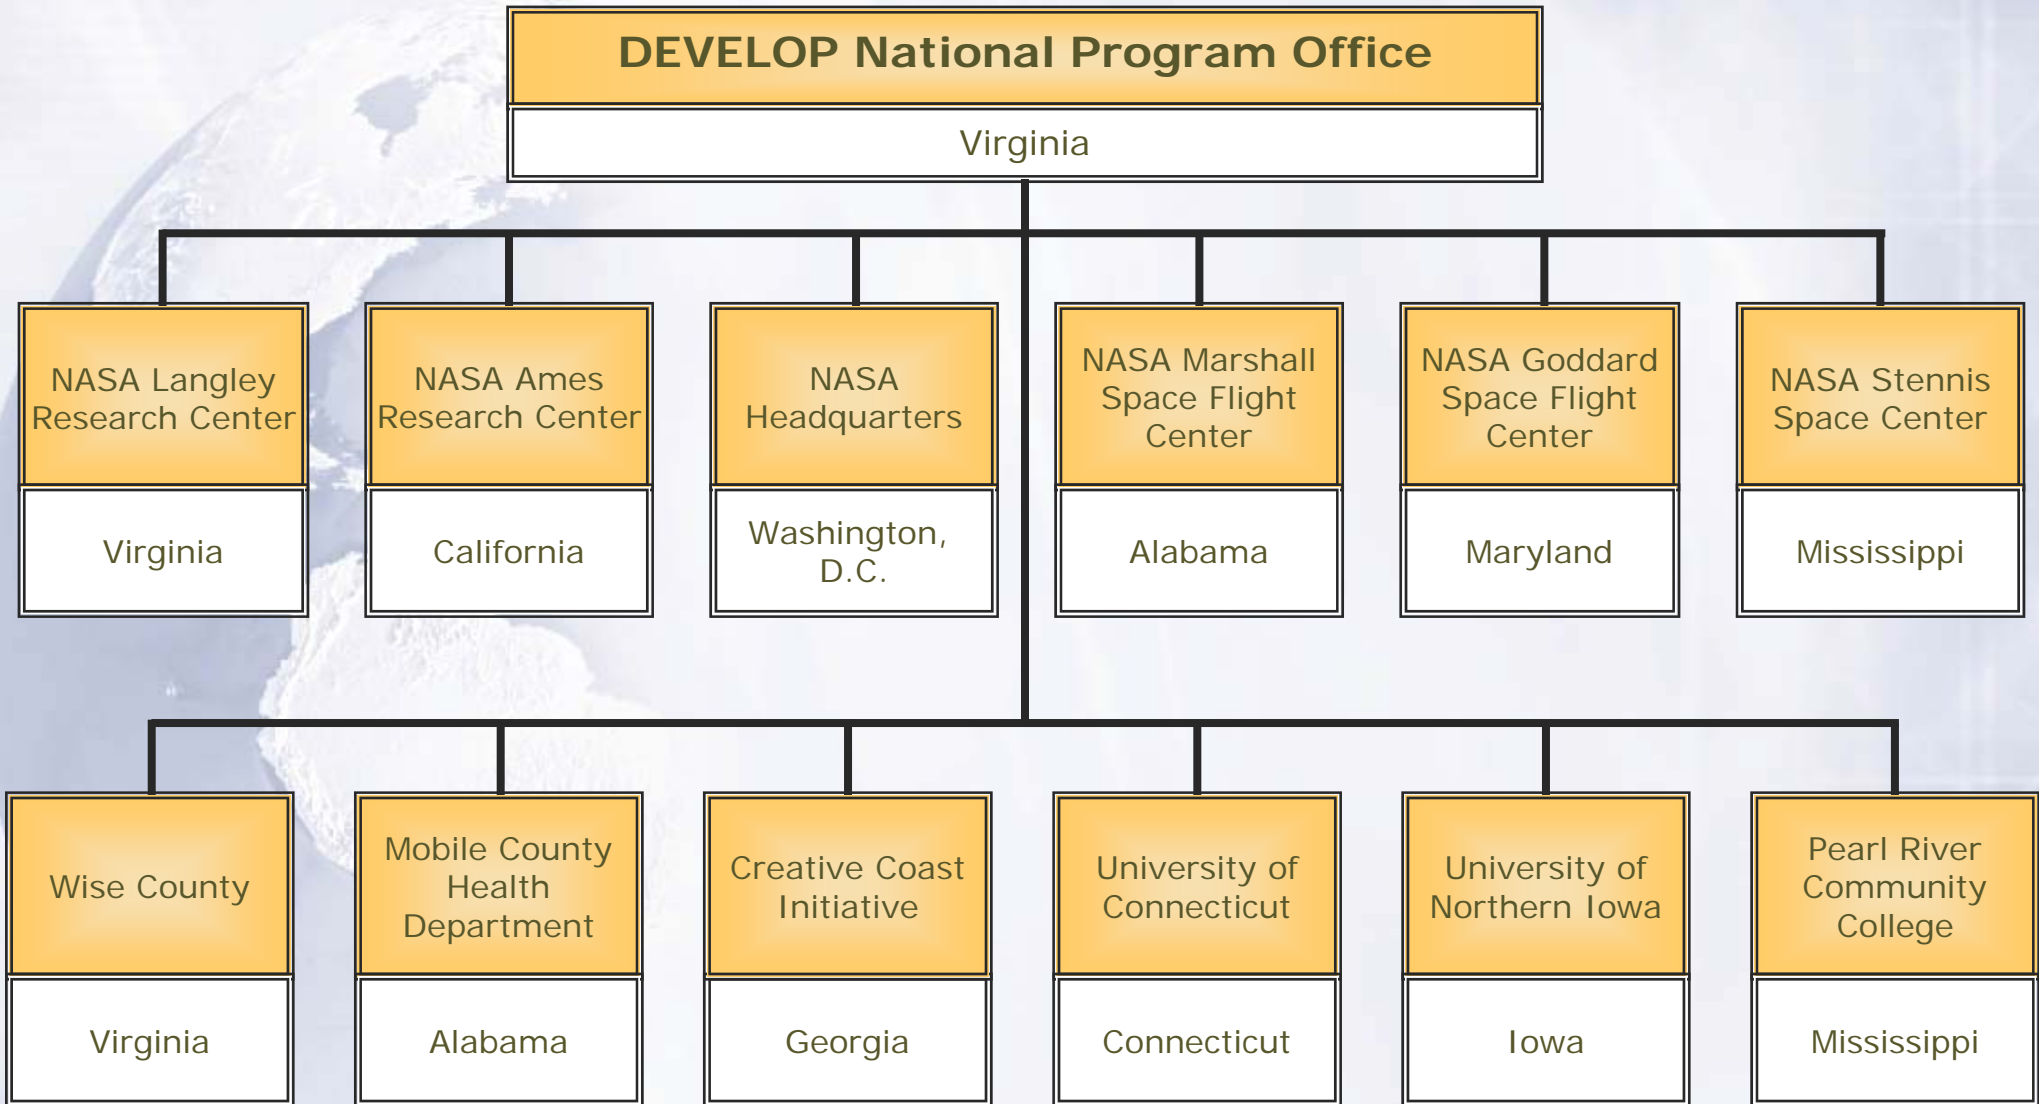 DEVELOP National Program Office
Virginia
NASA Langley
Research Center
Virginia
NASA Ames
Research Center
California
NASA
Headquarters
Washington,
D.C.
NASA Marshall
Space Flight
Center
Alabama
NASA Goddard
Space Flight
Center
Maryland
NASA Stennis
Space Center
Mississippi
Wise County
Virginia
Mobile County
Health
Department
Alabama
Creative Coast
Initiative
Georgia
University of
Connecticut
Connecticut
University of
Northern Iowa
Iowa
Pearl River
Community
College
Mississippi